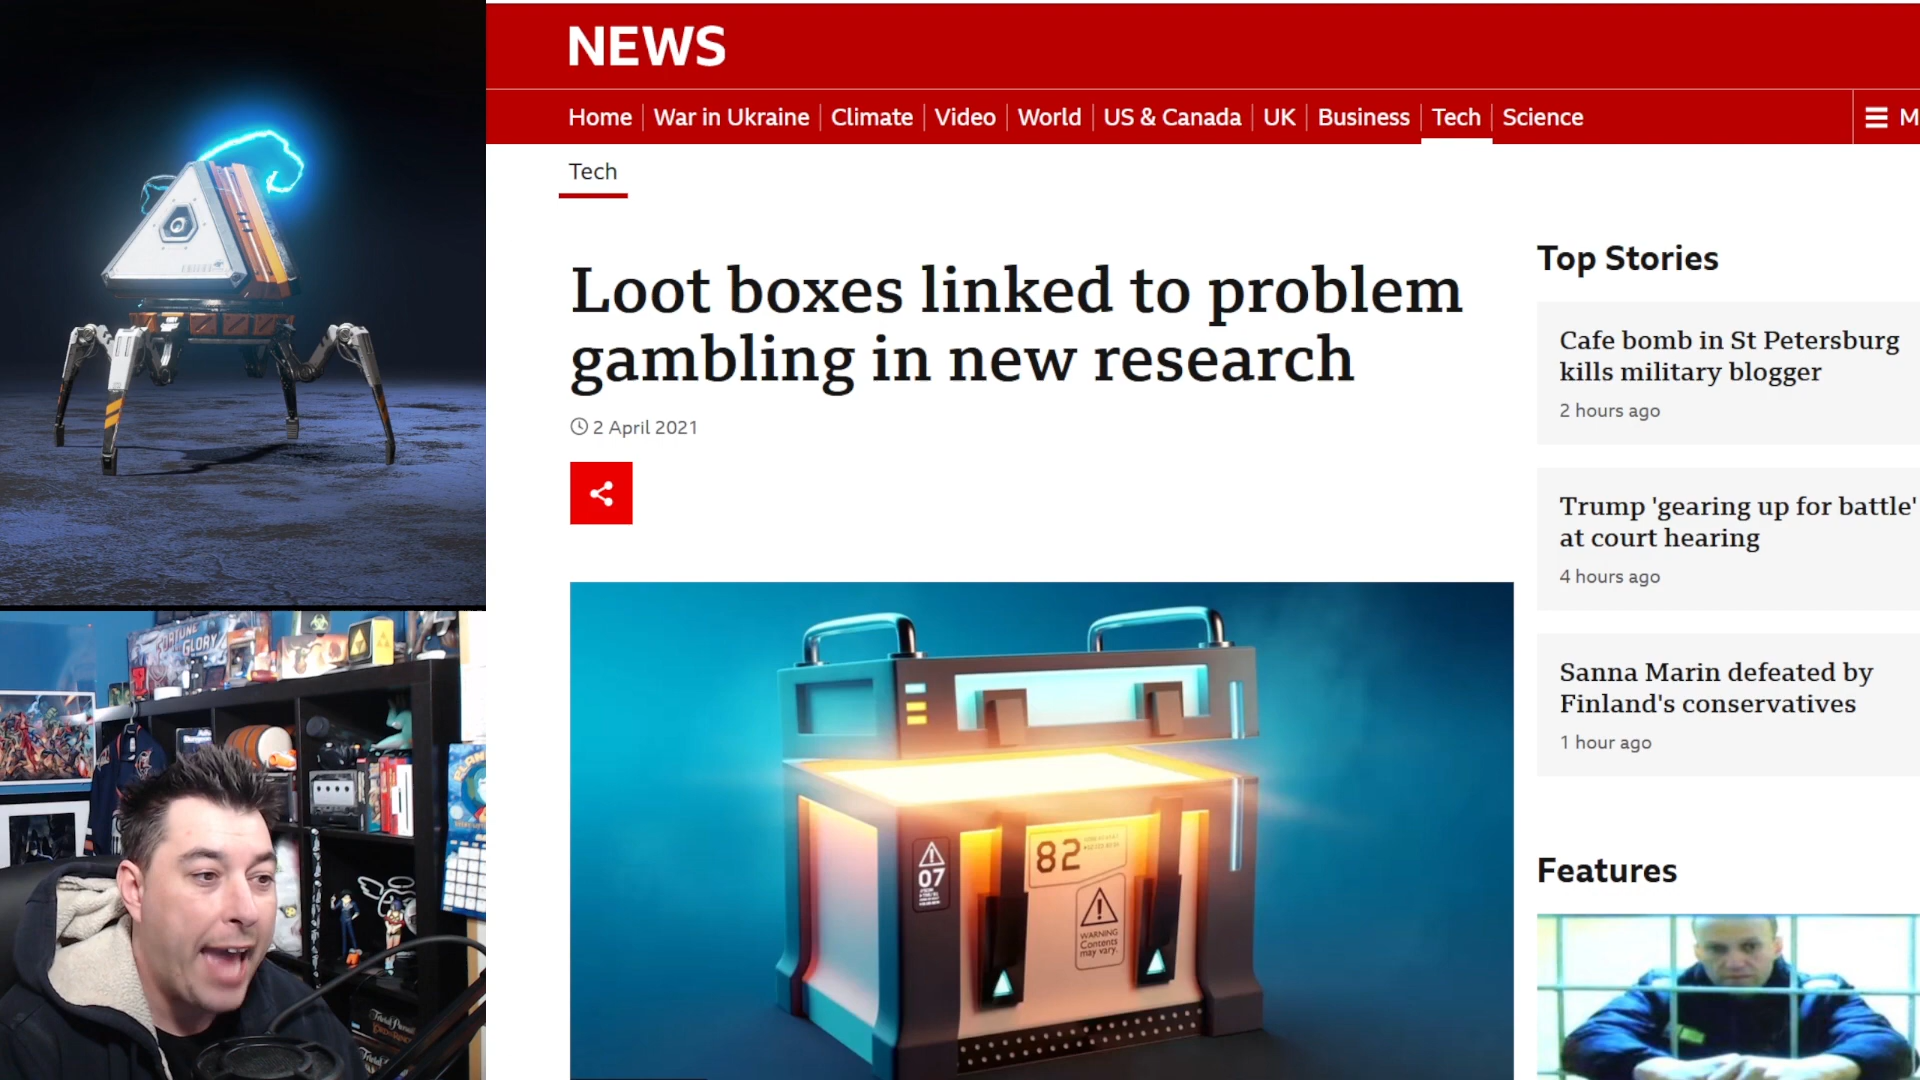 NEWS
Home
War in Ukraine
Climate
Video
World
US & Canada
UK
Business
Tech
Science
Tech
Loot boxes linked to problem
gambling in new research
2 April 2021
07
82
WARNING
Contents
may vary.
Top Stories
Cafe bomb in St Petersburg
kills military blogger
2 hours ago
Trump 'gearing up for battle'
at court hearing
4 hours ago
Sanna Marin defeated by
Finland's conservatives
1 hour ago
Features
FORTUNE
GLORY